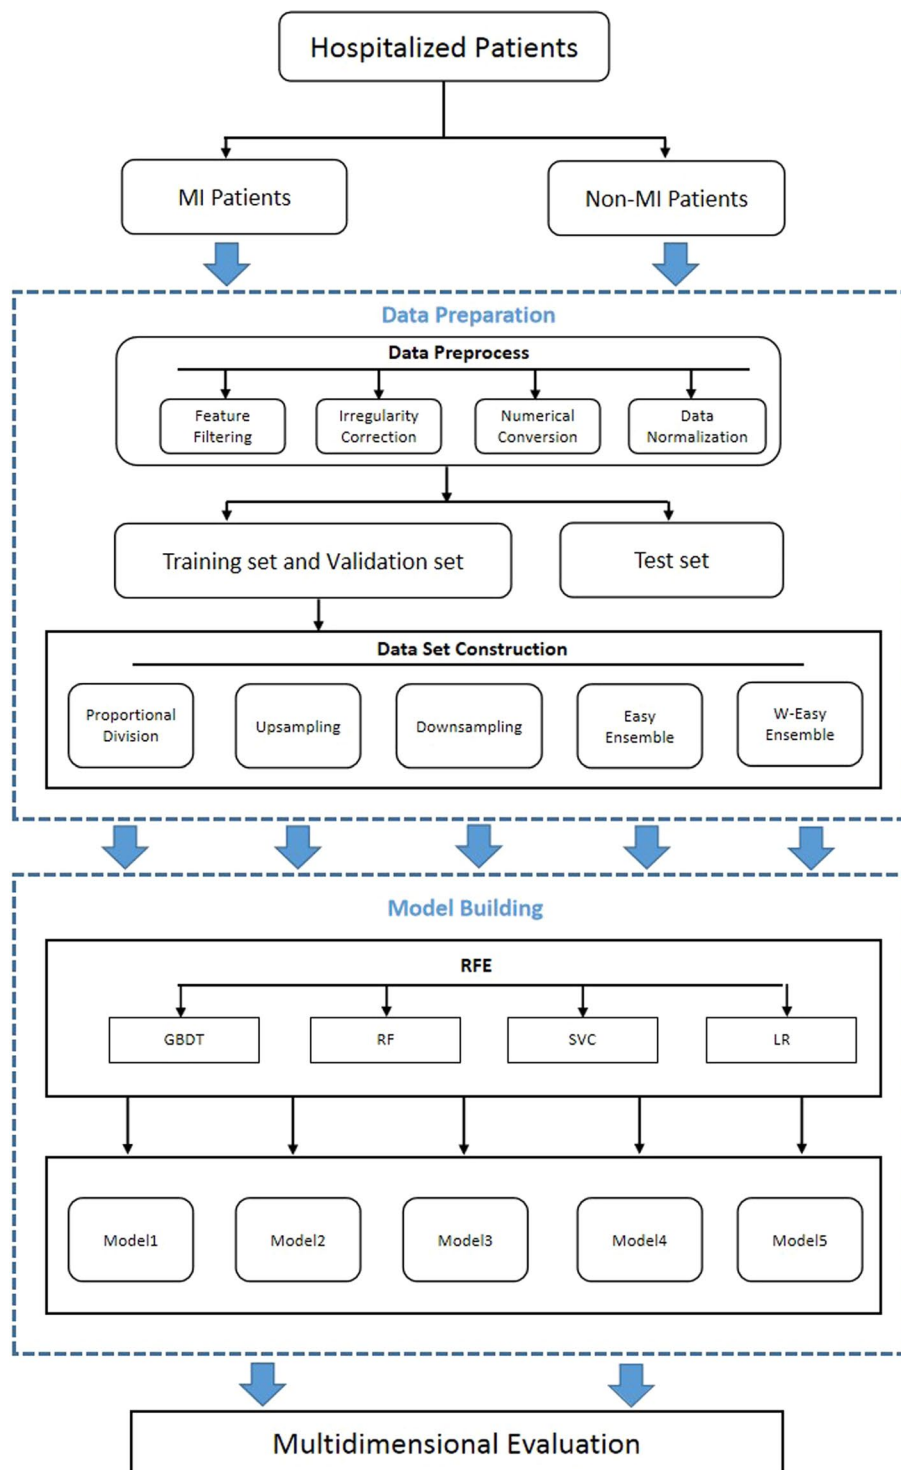 Hospitalized Patients
MI Patients
Non-MI Patients
Data Preparation
Data Preprocess
Feature
Filtering
Irregularity
Correction
Numerical
Conversion
Data
Normalization
Training set and Validation set
Test set
Data Set Construction
Proportional
Division
Upsampling
Downsampling
Easy
Ensemble
W-Easy
Ensemble
Model Building
RFE
GBDT
RF
SVC
LR
Model1
Model2
Model3
Model4
Model5
Multidimensional Evaluation